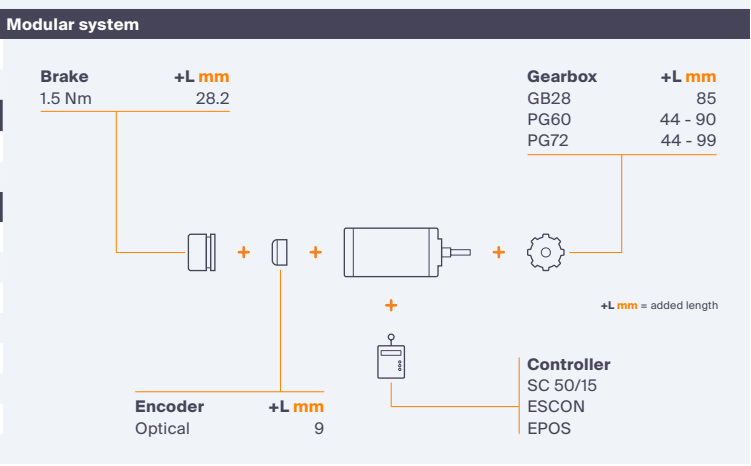 Modular system
Brake +L mm
1.5 Nm 28.2
Gearbox +L mm
GB28 85
PG60 44 - 90
PG72 44 - 99
+L mm = added length
Controller
SC 50/15
ESCON
EPOS
Encoder +L mm
Optical 9